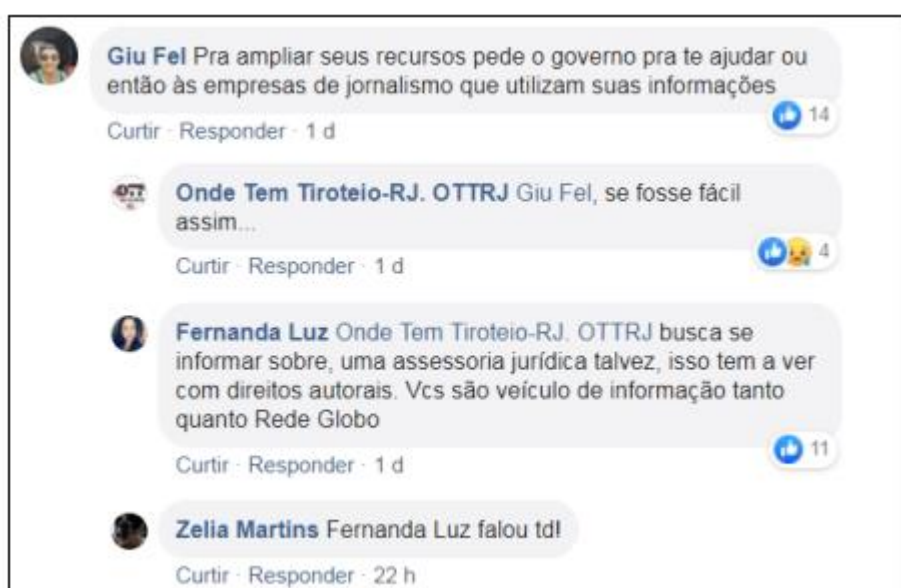 Giu Fel Pra ampliar seus recursos pede o governo pra te ajudar ou
então às empresas de jornalismo que utilizam suas informações
14
Curtir · Responder · 1 d
Onde Tem Tiroteio-RJ. OTTRJ Giu Fel, se fosse fácil
assim...
4
Curtir · Responder · 1 d
Fernanda Luz Onde Tem Tiroteio-RJ. OTTRJ busca se
informar sobre, uma assessoria jurídica talvez, isso tem a ver
com direitos autorais. Vcs são veículo de informação tanto
quanto Rede Globo
11
Curtir · Responder · 1 d
Zelia Martins Fernanda Luz falou td!
Curtir · Responder · 22 h